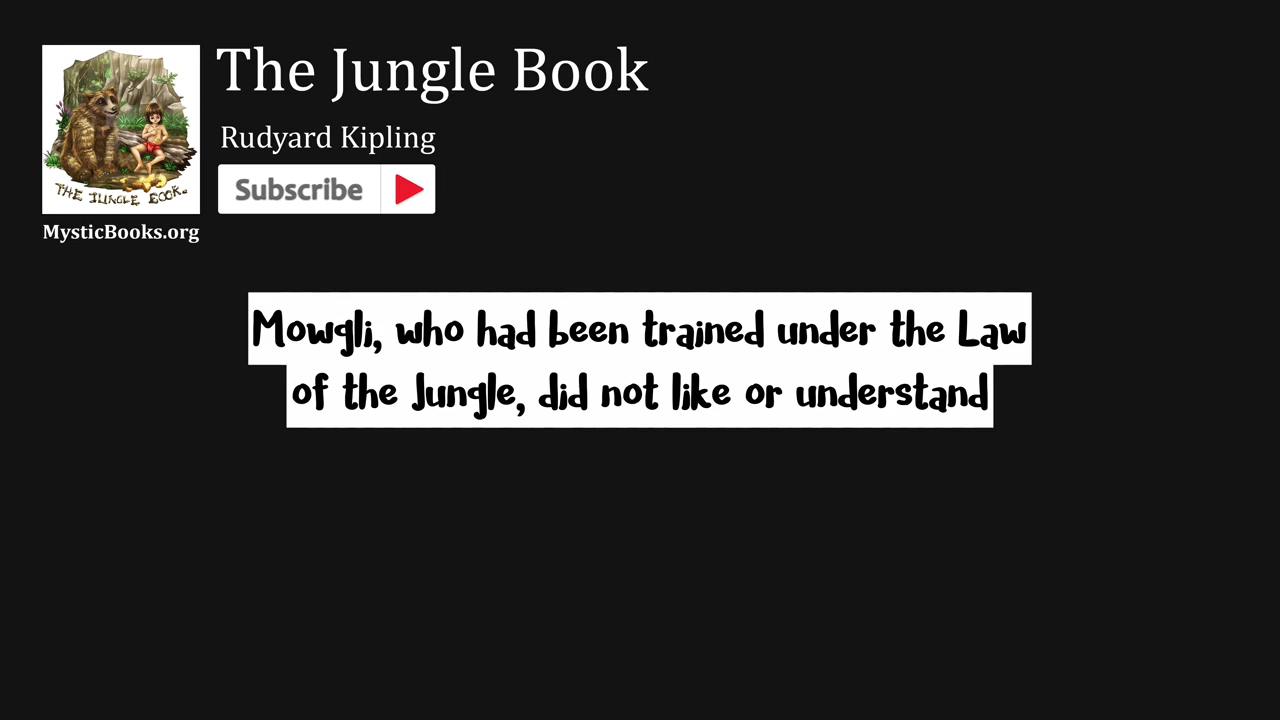 The Jungle Book
Rudyard Kipling
Subscribe
THE JUNGLE BOOK.
MysticBooks.org
Mowgli, who had been trained under the Law
of the Jungle, did not like or understand